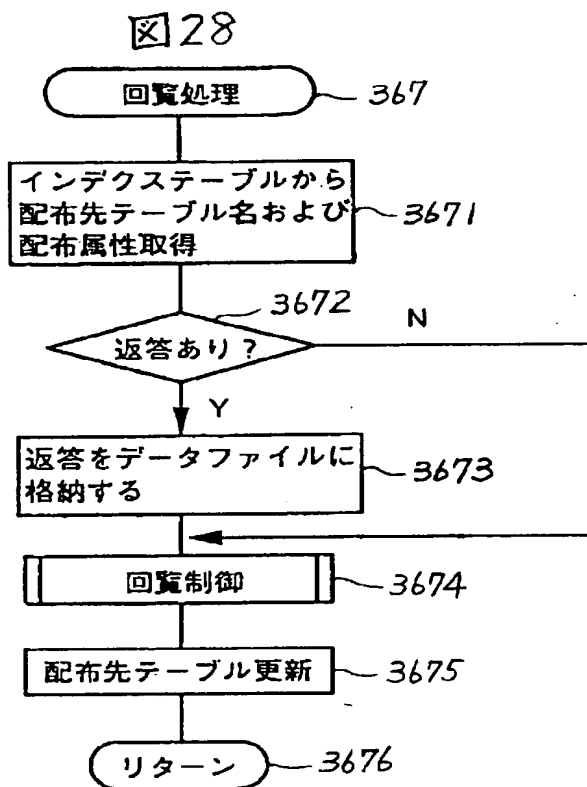 図28
回覧処理
367
インデクステーブルから
配布先テーブル名および
配布属性取得
3671
3672
N
返答あり?
Y
返答をデータファイルに
格納する
3673
回覧制御
3674
配布先テーブル更新
3675
リターン
3676